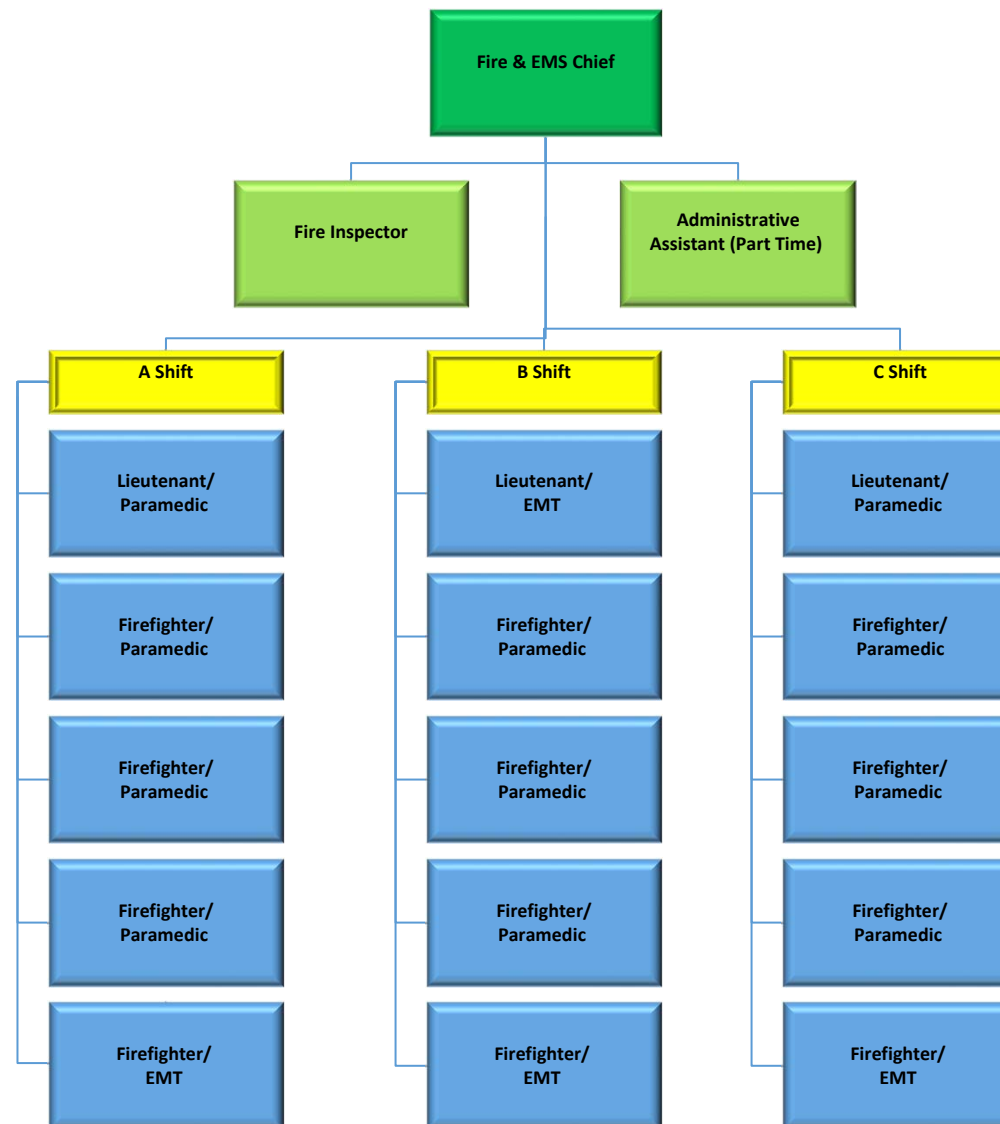 Fire & EMS Chief
Fire Inspector
Administrative
Assistant (Part Time)
A Shift
B Shift
C Shift
Lieutenant/
Paramedic
Lieutenant/
EMT
Lieutenant/
Paramedic
Firefighter/
Paramedic
Firefighter/
Paramedic
Firefighter/
Paramedic
Firefighter/
Paramedic
Firefighter/
Paramedic
Firefighter/
Paramedic
Firefighter/
Paramedic
Firefighter/
Paramedic
Firefighter/
Paramedic
Firefighter/
EMT
Firefighter/
EMT
Firefighter/
EMT